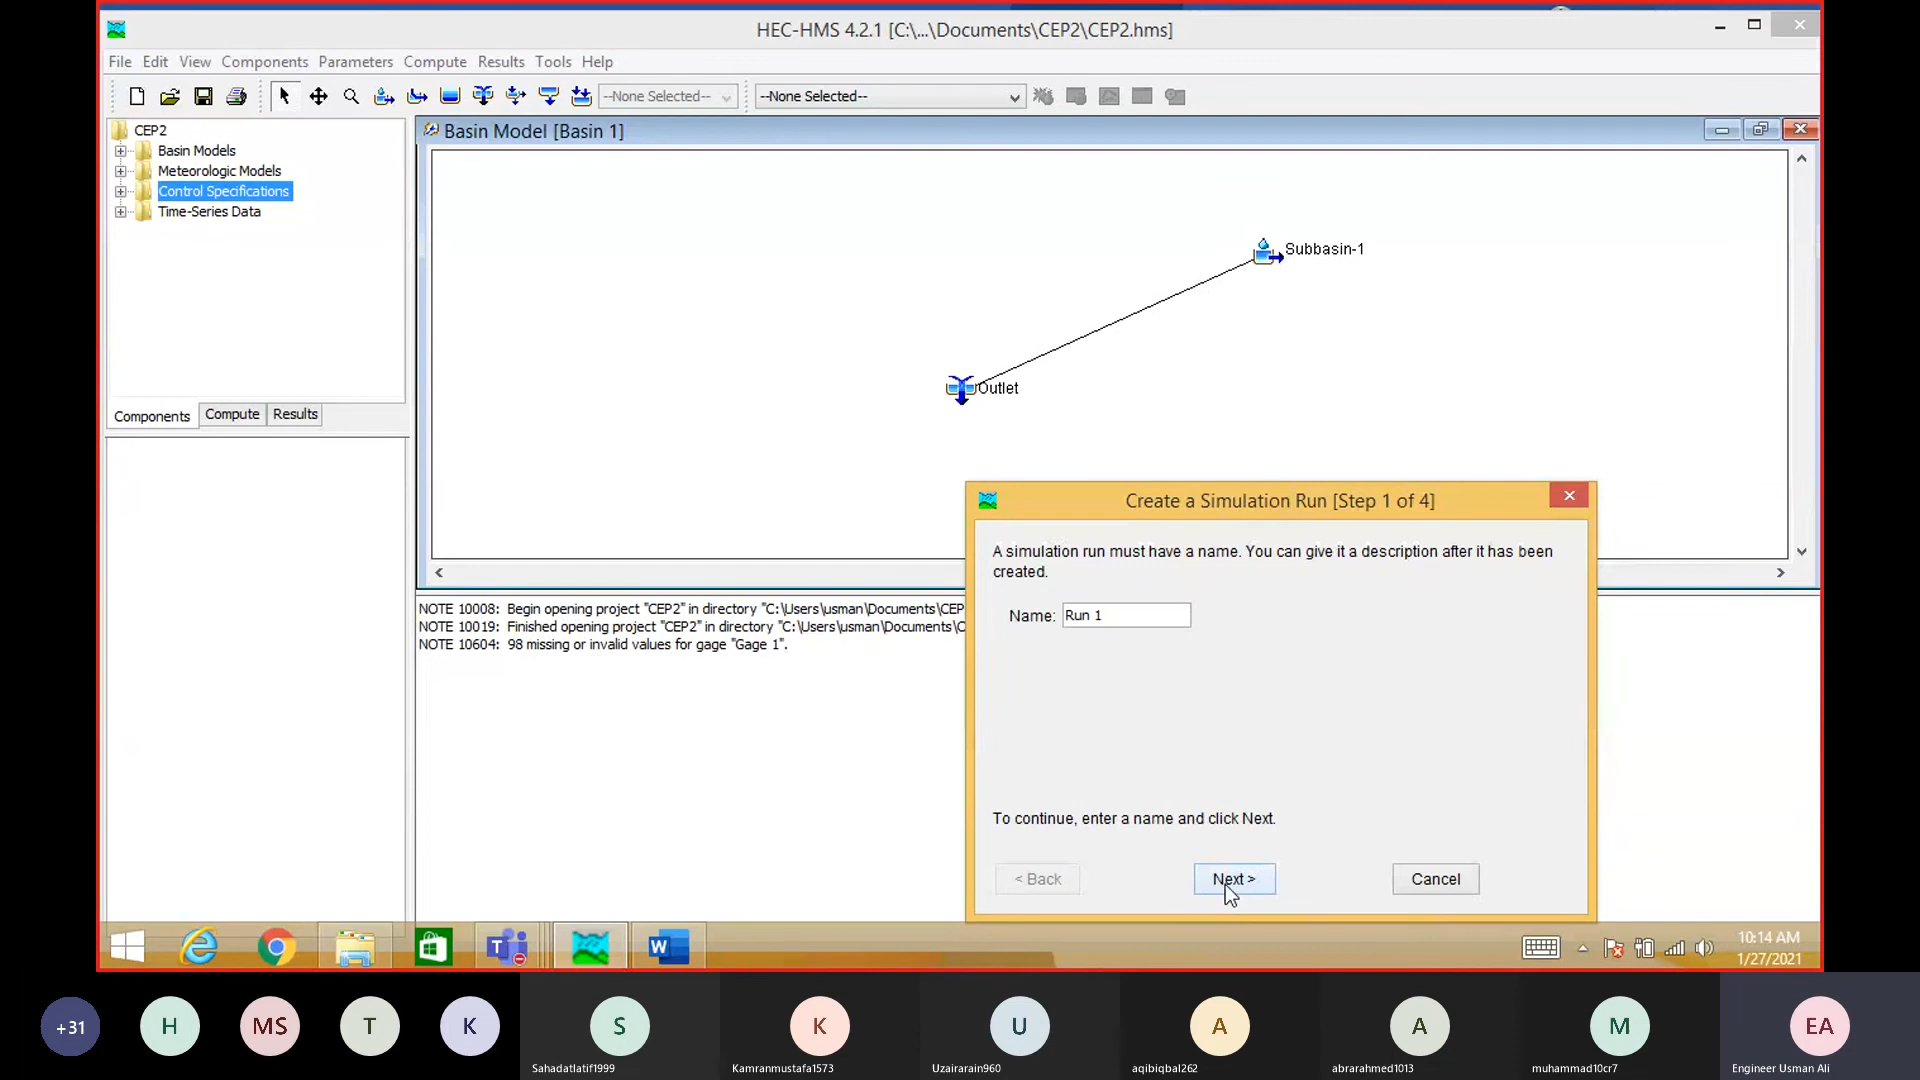 HEC-HMS 4.2.1 [C:\...\Documents\CEP2\CEP2.hms]
File Edit View Components Parameters Compute Results Tools Help
--None Selected-- --None Selected--
CEP2
Basin Models
Meteorologic Models
Control Specifications
Time-Series Data
Components Compute Results
Basin Model [Basin 1]
Subbasin-1
Outlet
NOTE 10008: Begin opening project "CEP2" in directory "C:\Users\usman\Documents\CEP
NOTE 10019: Finished opening project "CEP2" in directory "C:\Users\usman\Documents\C
NOTE 10604: 98 missing or invalid values for gage "Gage 1".
Create a Simulation Run [Step 1 of 4]
A simulation run must have a name. You can give it a description after it has been
created.
Name: Run 1
To continue, enter a name and click Next.
< Back Next > Cancel
10:14 AM
1/27/2021
+31 H MS T K S K U A A M EA
Sahadatlatif1999 Kamranmustafa1573 Uzairarain960 aqibiqbal262 abrarahmed1013 muhammad10cr7 Engineer Usman Ali